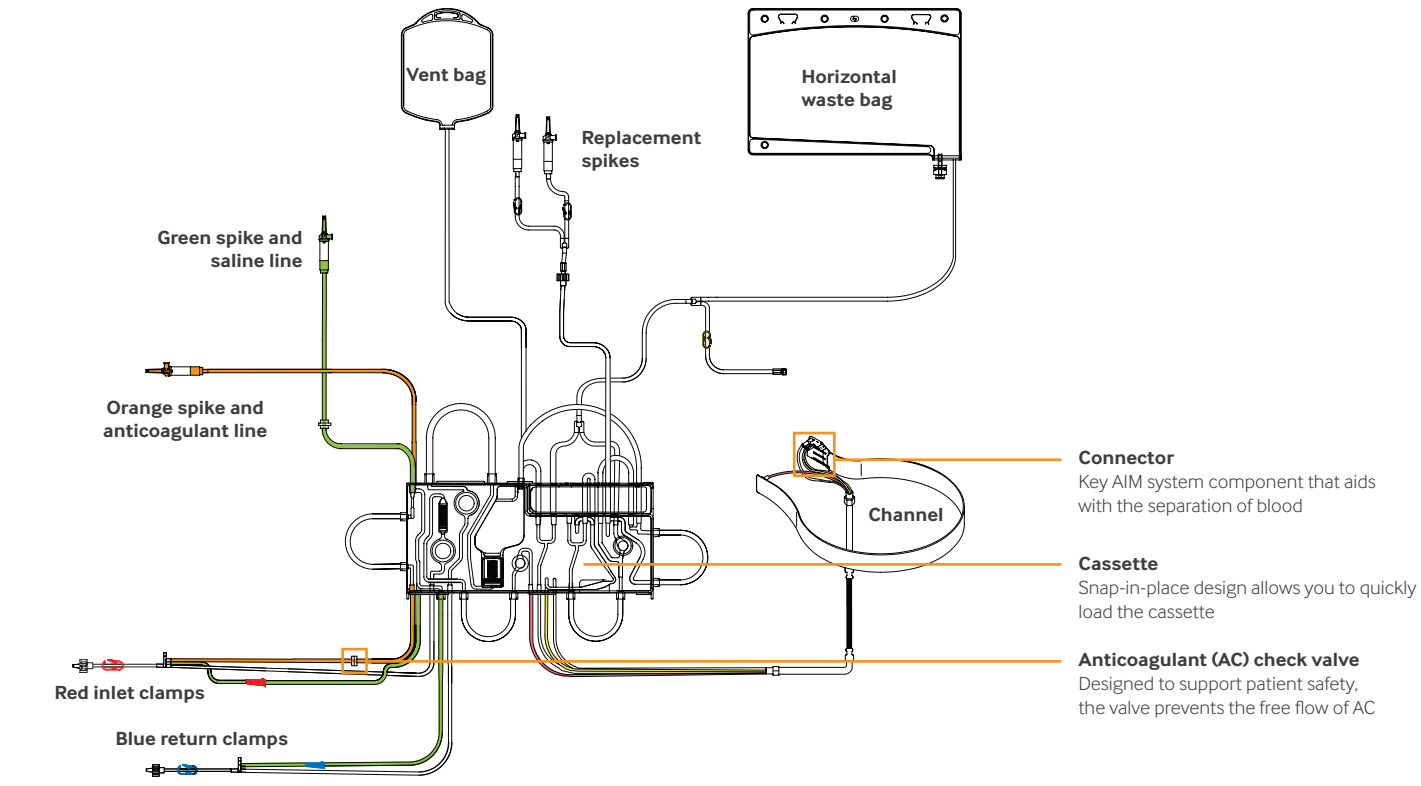 Vent bag
Horizontal
waste bag
Replacement
spikes
Green spike and
saline line
Orange spike and
anticoagulant line
Connector
Key AIM system component that aids
with the separation of blood
Channel
Cassette
Snap-in-place design allows you to quickly
load the cassette
Anticoagulant (AC) check valve
Designed to support patient safety,
the valve prevents the free flow of AC
Red inlet clamps
Blue return clamps